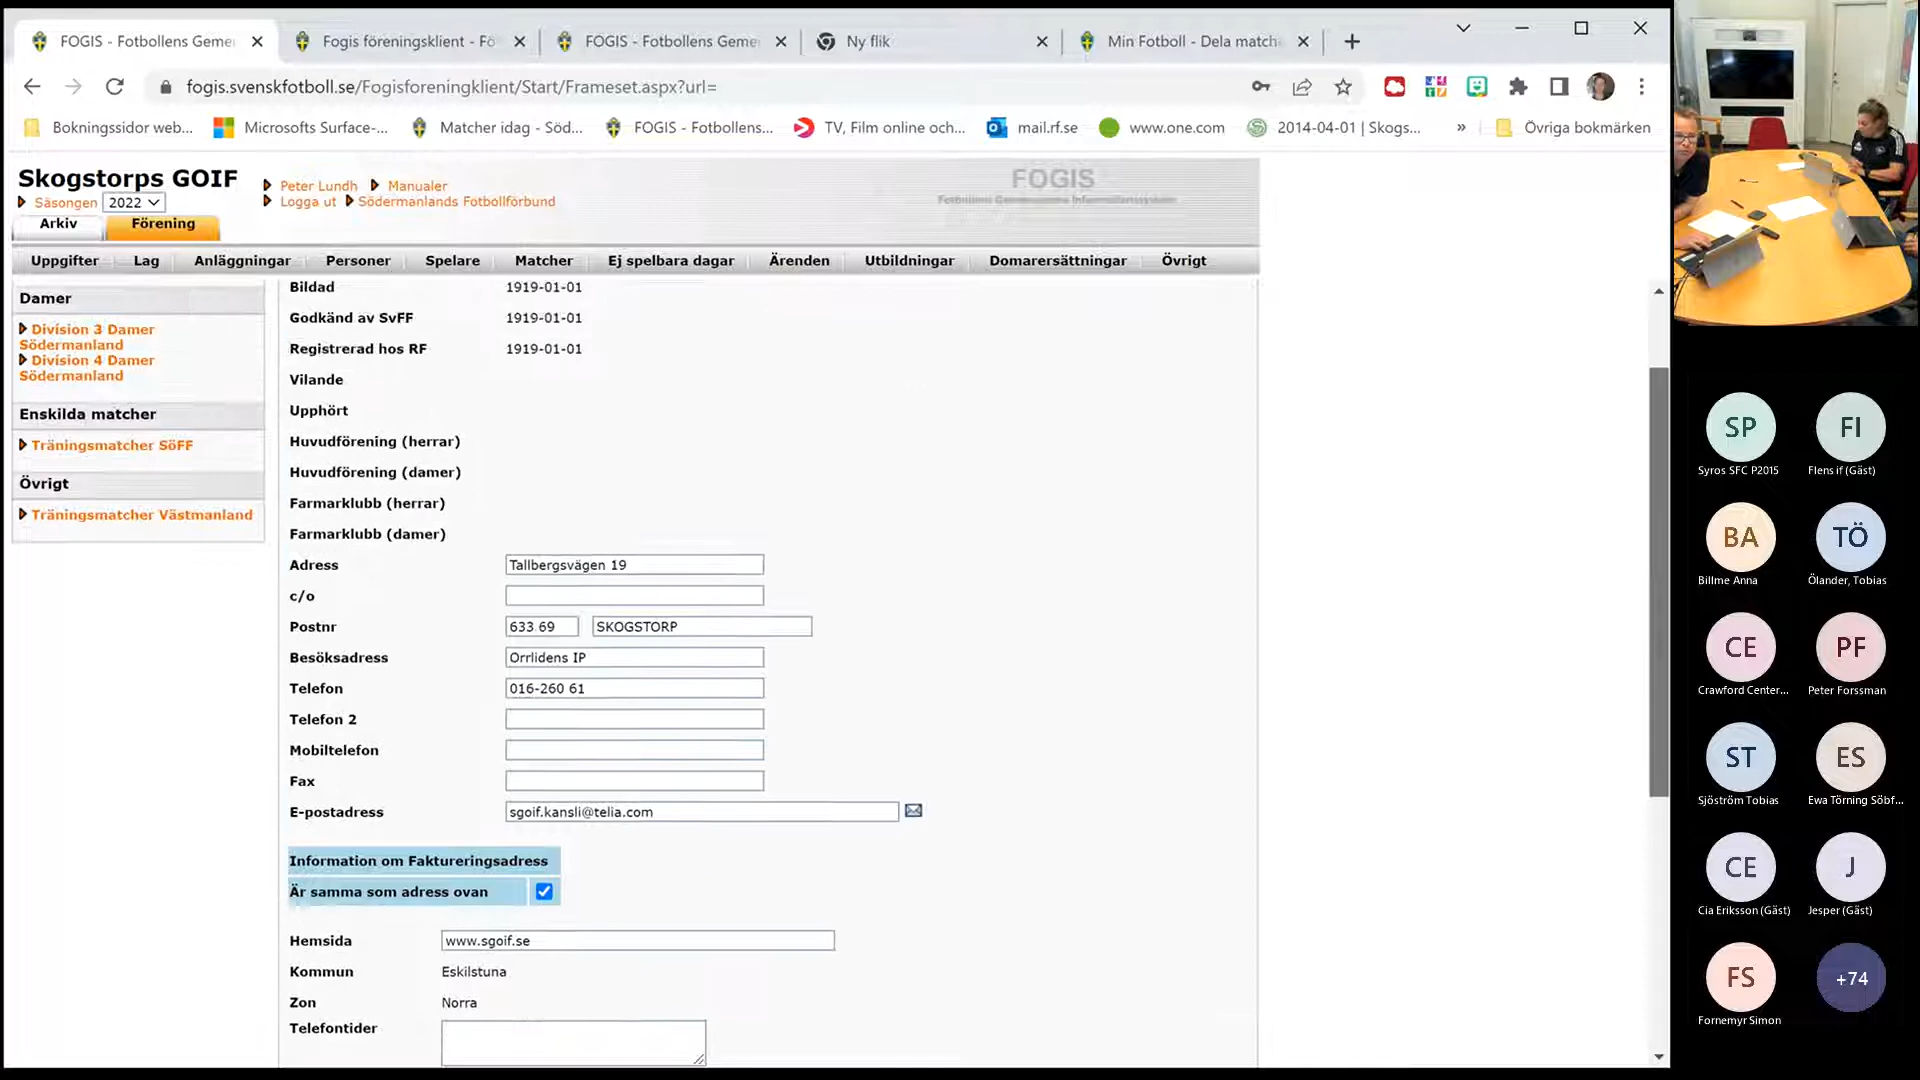 FOGIS - Fotbollens Geme
Fogis föreningsklient - Fö
FOGIS - Fotbollens Geme
Ny flik
Min Fotboll - Dela match
fogis.svenskfotboll.se/Fogisforeningklient/Start/Frameset.aspx?url=
Bokningssidor web...
Microsofts Surface-...
Matcher idag - Söd...
FOGIS - Fotbollens...
TV, Film online och...
mail.rf.se
www.one.com
2014-04-01 | Skogs...
»
Övriga bokmärken
Skogstorps GOIF
Peter Lundh
Manualer
Säsongen 2022
Logga ut
Södermanlands Fotbollförbund
FOGIS
Fotbollens Gemensamma Informationssystem
Arkiv
Förening
Uppgifter
Lag
Anläggningar
Personer
Spelare
Matcher
Ej spelbara dagar
Ärenden
Utbildningar
Domarersättningar
Övrigt
Damer
Division 3 Damer
Södermanland
Division 4 Damer
Södermanland
Enskilda matcher
Träningsmatcher SöFF
Övrigt
Träningsmatcher Västmanland
Bildad 1919-01-01
Godkänd av SvFF 1919-01-01
Registrerad hos RF 1919-01-01
Vilande
Upphört
Huvudförening (herrar)
Huvudförening (damer)
Farmarklubb (herrar)
Farmarklubb (damer)
Adress Tallbergsvägen 19
c/o
Postnr 633 69 SKOGSTORP
Besöksadress Orrlidens IP
Telefon 016-260 61
Telefon 2
Mobiltelefon
Fax
E-postadress sgoif.kansli@telia.com
Information om Faktureringsadress
Är samma som adress ovan
Hemsida www.sgoif.se
Kommun Eskilstuna
Zon Norra
Telefontider
SP
FI
Syros SFC P2015
Flens if (Gäst)
BA
TÖ
Billme Anna
Ölander, Tobias
CE
PF
Crawford Center...
Peter Forssman
ST
ES
Sjöström Tobias
Ewa Törning Söbf...
CE
J
Cia Eriksson (Gäst)
Jesper (Gäst)
FS
+74
Fornemyr Simon